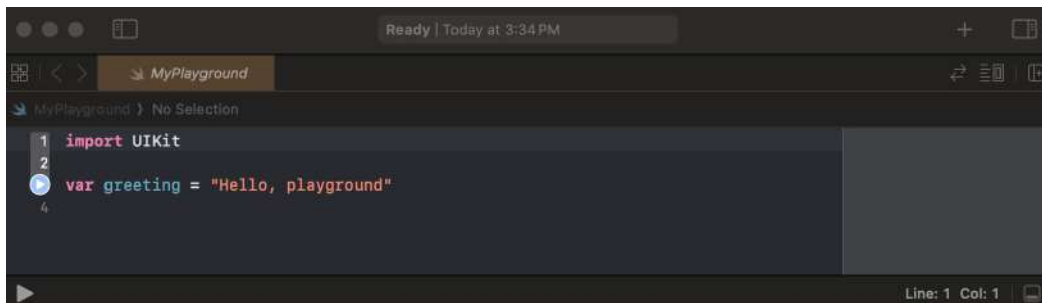 Ready | Today at 3:34 PM
MyPlayground
MyPlayground 〉 No Selection
1 import UIKit
2
var greeting = "Hello, playground"
4
Line: 1 Col: 1